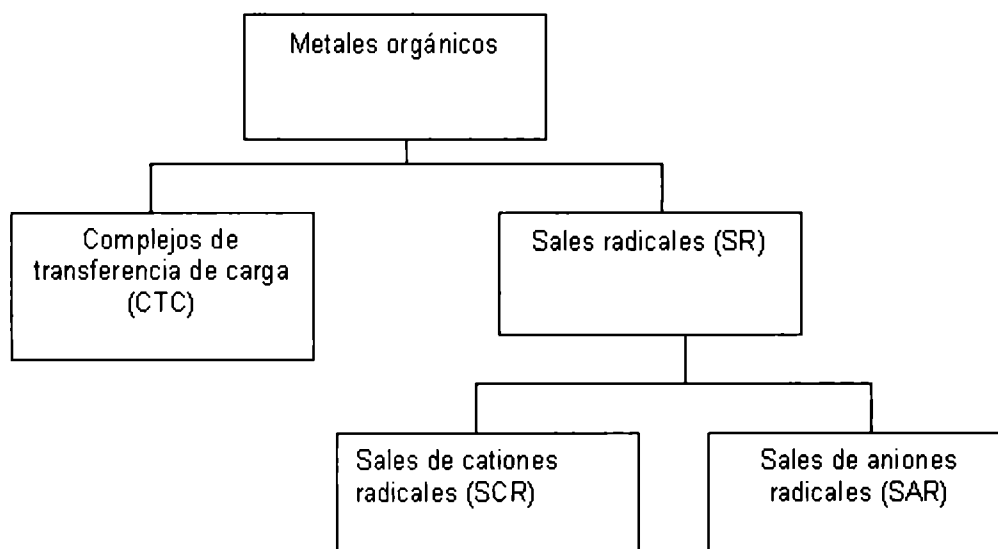 Metales orgánicos
Complejos de
transferencia de carga
(CTC)
Sales radicales (SR)
Sales de cationes
radicales (SCR)
Sales de aniones
radicales (SAR)